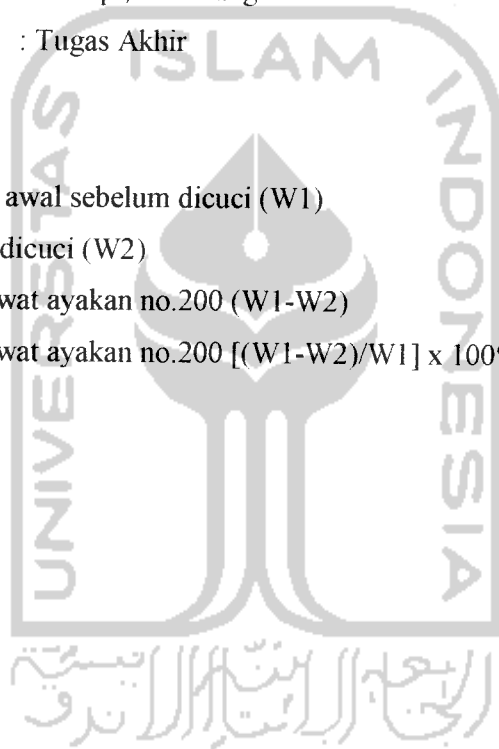 : Tugas Akhir
ISLAM
UNIVERSITAS
INDONESIA
awal sebelum dicuci (W1)
dicuci (W2)
wat ayakan no.200 (W1-W2)
wat ayakan no.200 [(W1-W2)/W1] x 100